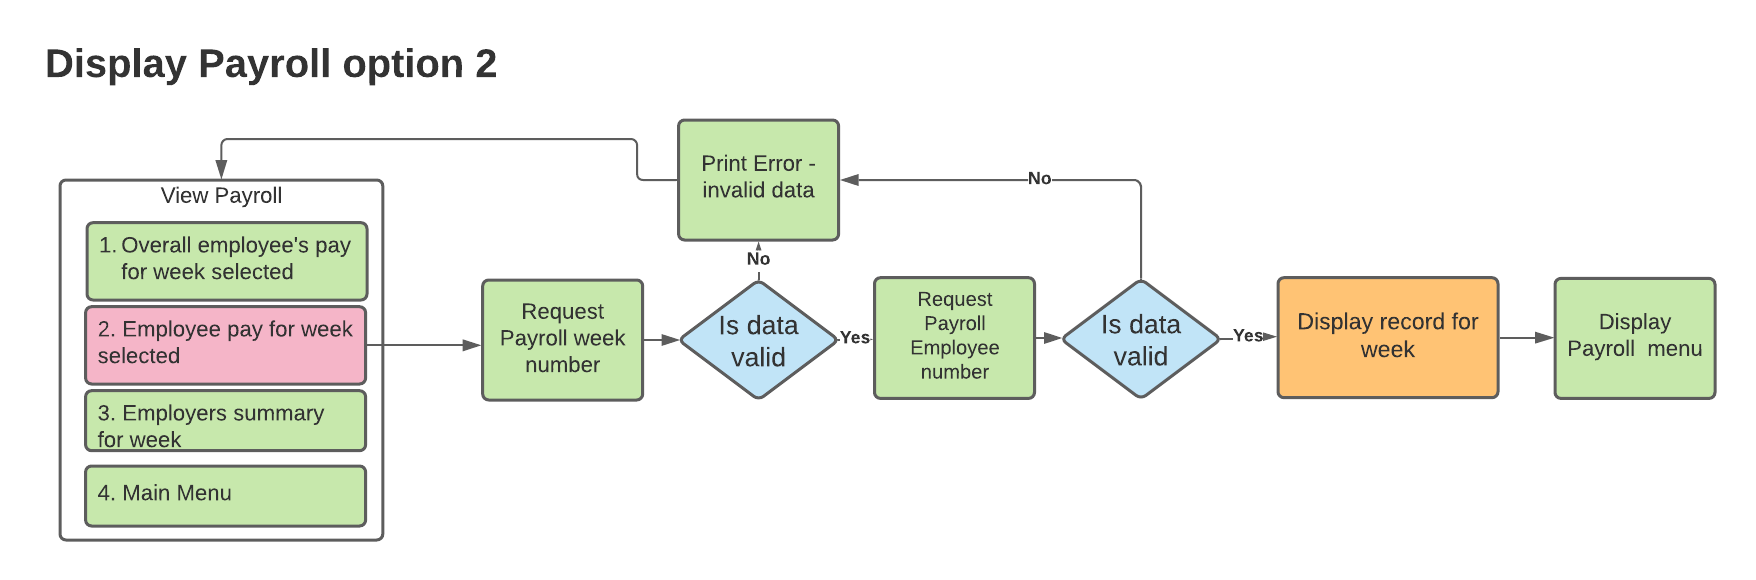 Display Payroll option 2
View Payroll
1. Overall employee's pay
for week selected
2. Employee pay for week
selected
3. Employers summary
for week
4. Main Menu
Request
Payroll week
number
Is data
valid
No
Print Error -
invalid data
Yes
Request
Payroll
Employee
number
Is data
valid
No
Yes
Display record for
week
Display
Payroll  menu